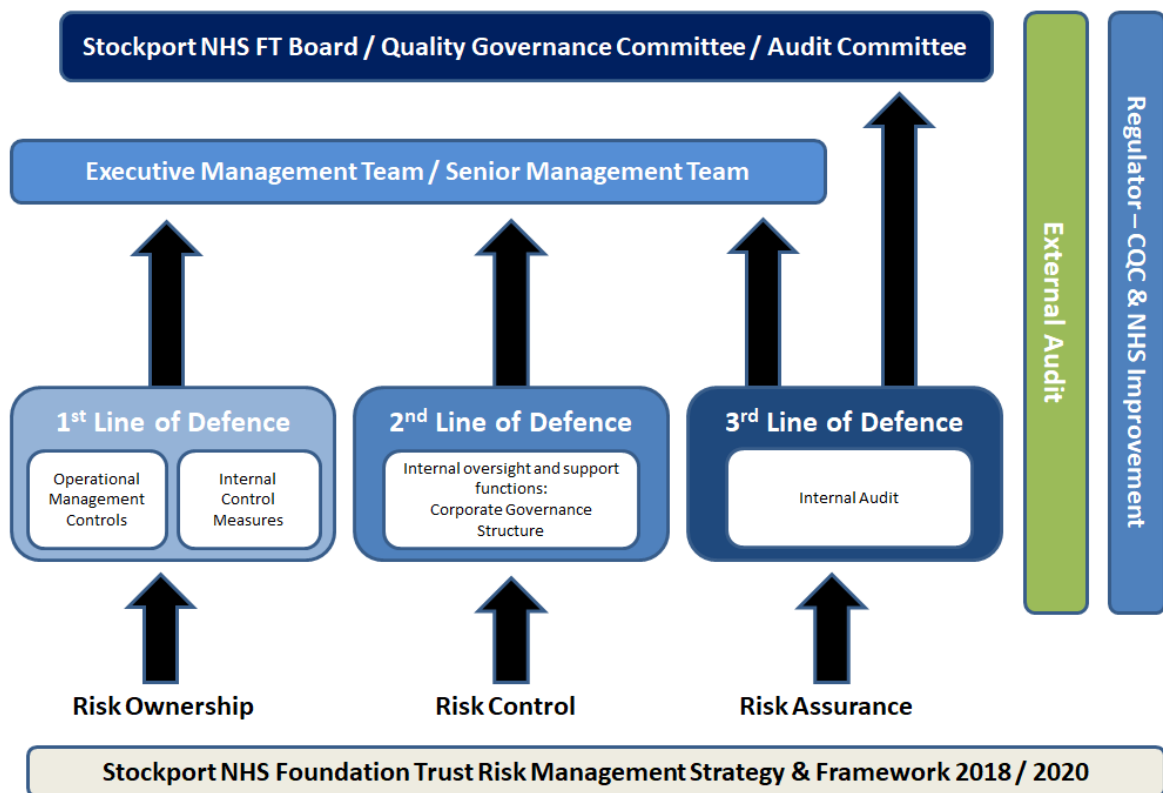 Stockport NHS FT Board / Quality Governance Committee / Audit Committee
Executive Management Team / Senior Management Team
1st Line of Defence
Operational
Management
Controls
Internal
Control
Measures
2nd Line of Defence
Internal oversight and support
functions:
Corporate Governance
Structure
3rd Line of Defence
Internal Audit
External Audit
Regulator – CQC & NHS Improvement
Risk Ownership
Risk Control
Risk Assurance
Stockport NHS Foundation Trust Risk Management Strategy & Framework 2018 / 2020